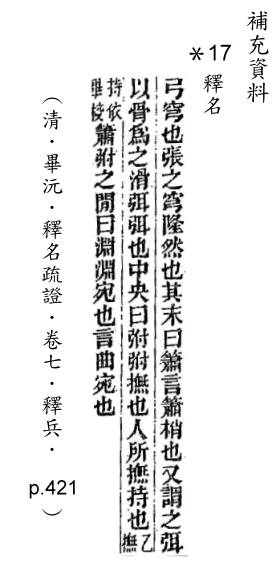 補充資料
＊17 釋名
弓穹也張之穹隆然也其末曰簫言簫梢也又謂之弭
以骨爲之滑弭弭也中央曰弣弣撫也人所撫持也乙撫
持依畢校簫弣之閒曰淵淵宛也言曲宛也
（清．畢沅．釋名疏證．卷七．釋兵．p.421）